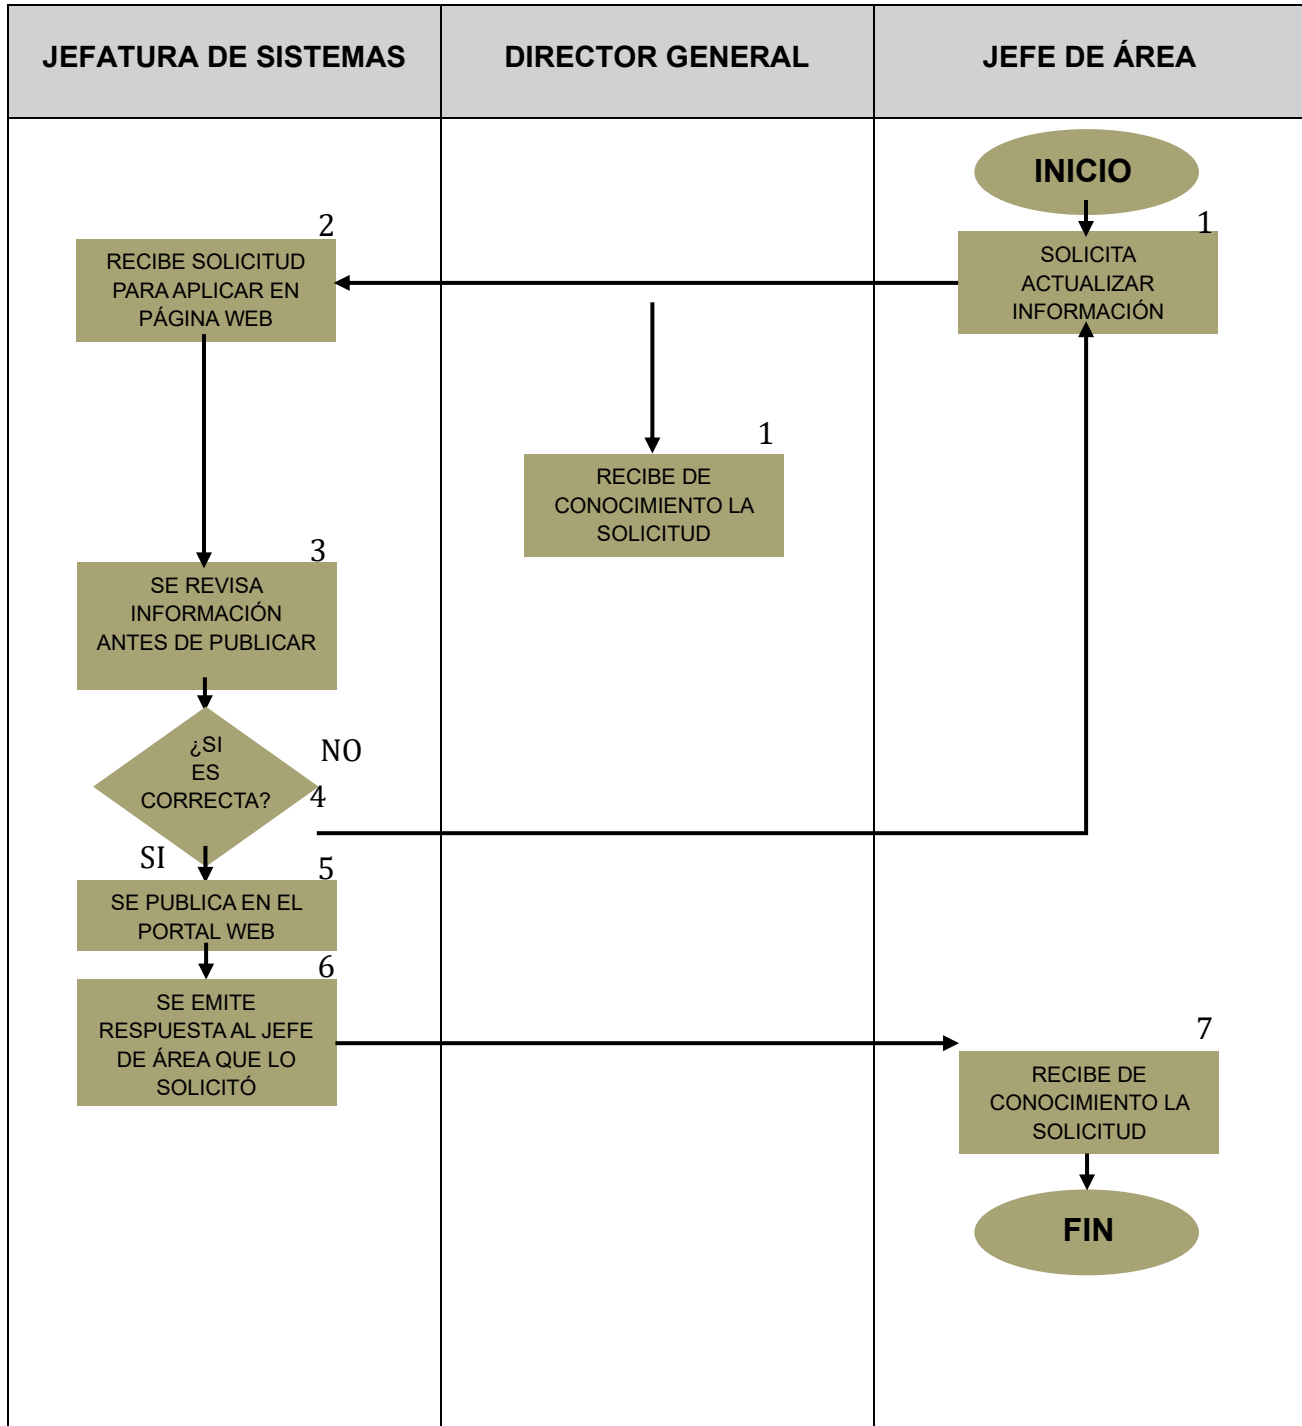 JEFATURA DE SISTEMAS
DIRECTOR GENERAL
JEFE DE ÁREA
INICIO
1
SOLICITA
ACTUALIZAR
INFORMACIÓN
2
RECIBE SOLICITUD
PARA APLICAR EN
PÁGINA WEB
1
RECIBE DE
CONOCIMIENTO LA
SOLICITUD
3
SE REVISA
INFORMACIÓN
ANTES DE PUBLICAR
¿SI
ES
CORRECTA?
NO
4
SI
5
SE PUBLICA EN EL
PORTAL WEB
6
SE EMITE
RESPUESTA AL JEFE
DE ÁREA QUE LO
SOLICITÓ
7
RECIBE DE
CONOCIMIENTO LA
SOLICITUD
FIN